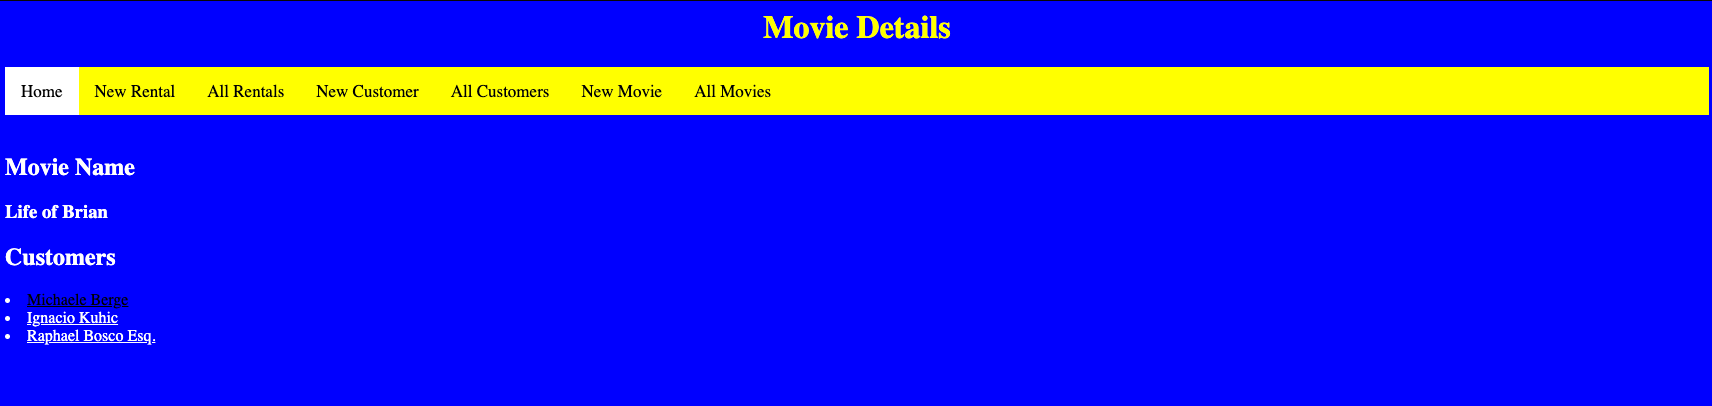 Movie Details
Home New Rental All Rentals New Customer All Customers New Movie All Movies
Movie Name
Life of Brian
Customers
Michaele Berge
Ignacio Kuhic
Raphael Bosco Esq.